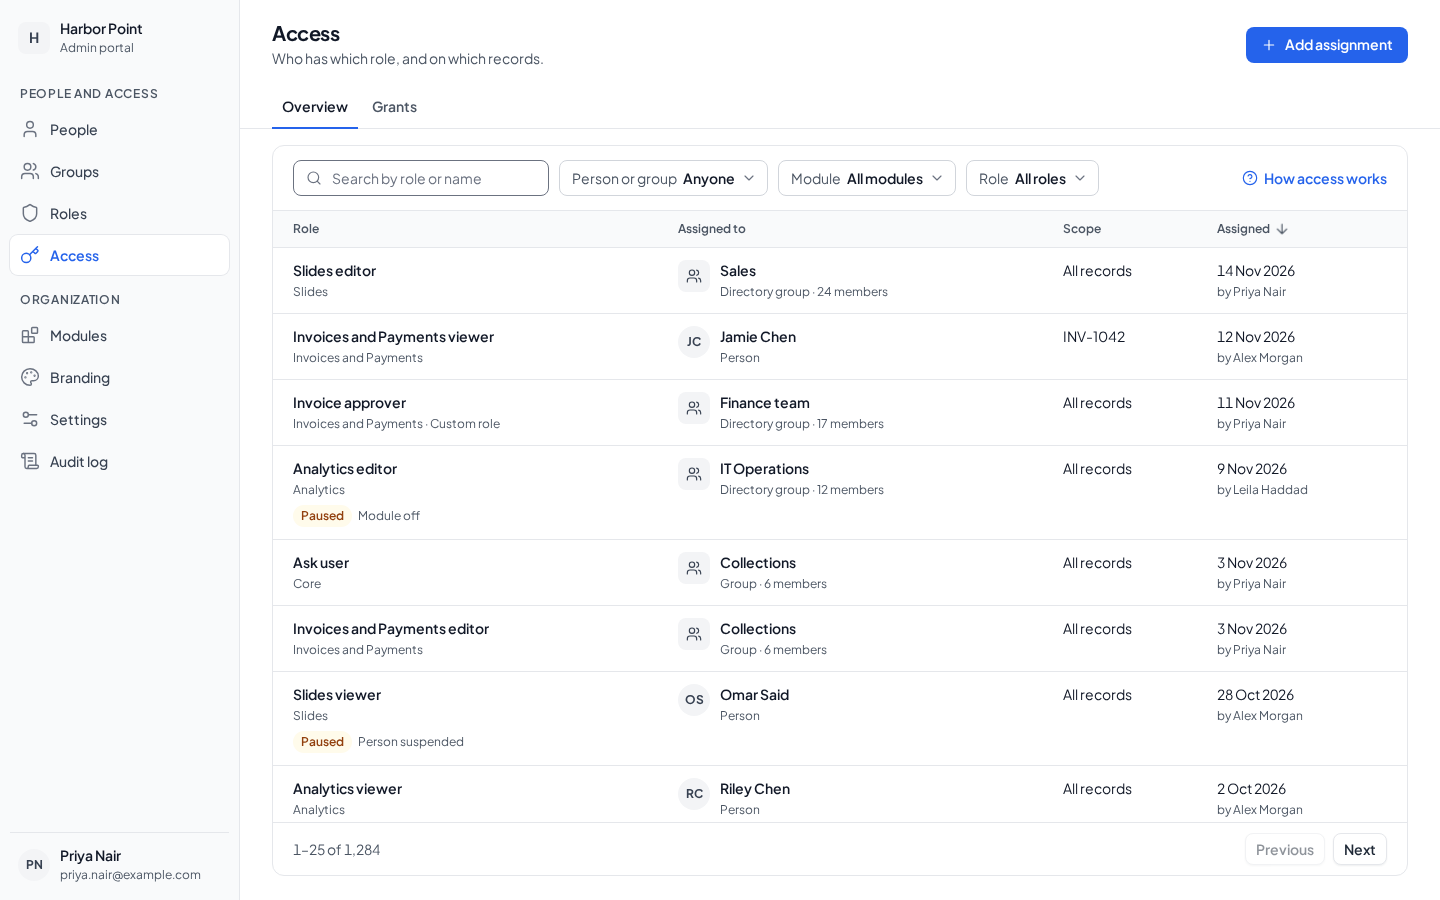 H
Harbor Point
Admin portal
PEOPLE AND ACCESS
People
Groups
Roles
Access
ORGANIZATION
Modules
Branding
Settings
Audit log
PN
Priya Nair
priya.nair@example.com
Access
Who has which role, and on which records.
Add assignment
Overview Grants
Search by role or name Person or group Anyone Module All modules Role All roles How access works
Role Assigned to Scope Assigned
Slides editor Sales All records 14 Nov 2026
Slides Directory group · 24 members by Priya Nair
Invoices and Payments viewer JC Jamie Chen INV-1042 12 Nov 2026
Invoices and Payments Person by Alex Morgan
Invoice approver Finance team All records 11 Nov 2026
Invoices and Payments · Custom role Directory group · 17 members by Priya Nair
Analytics editor IT Operations All records 9 Nov 2026
Analytics Directory group · 12 members by Leila Haddad
Paused Module off
Ask user Collections All records 3 Nov 2026
Core Group · 6 members by Priya Nair
Invoices and Payments editor Collections All records 3 Nov 2026
Invoices and Payments Group · 6 members by Priya Nair
Slides viewer OS Omar Said All records 28 Oct 2026
Slides Person by Alex Morgan
Paused Person suspended
Analytics viewer RC Riley Chen All records 2 Oct 2026
Analytics Person by Alex Morgan
1–25 of 1,284 Previous Next